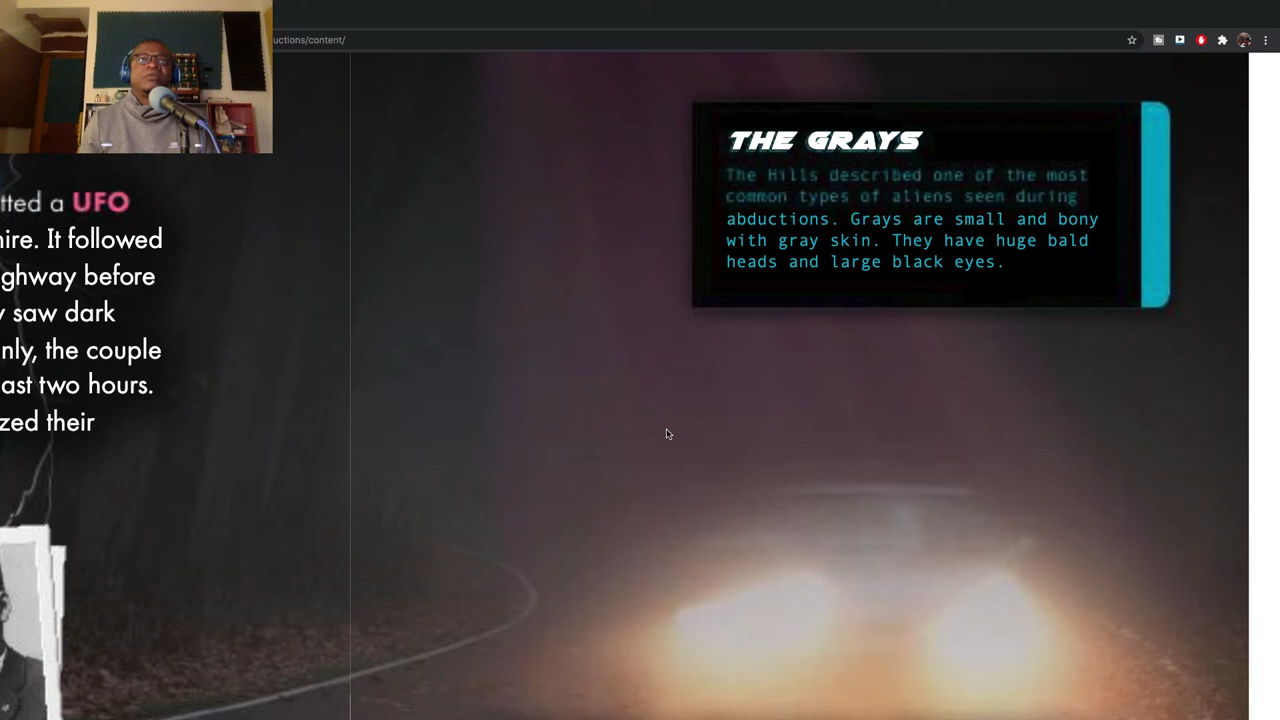 uctions/content/
tted a UFO
ire. It followed
ghway before
saw dark
nly, the couple
ast two hours.
zed their
THE GRAYS
The Hills described one of the most
common types of aliens seen during
abductions. Grays are small and bony
with gray skin. They have huge bald
heads and large black eyes.